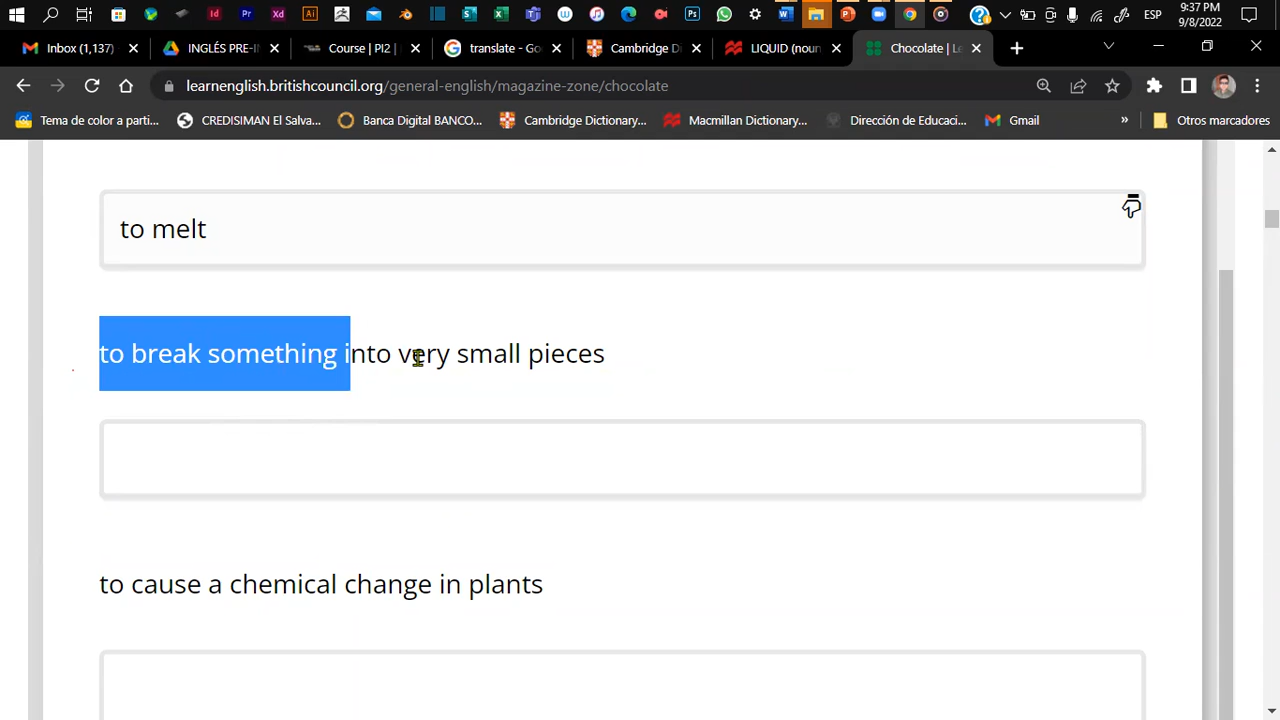 9:37 PM
ESP
9/8/2022
Inbox (1,137)
INGLÉS PRE-I
Course | PI2
translate - Go
Cambridge D
LIQUID (noun
Chocolate | Le
learnenglish.britishcouncil.org/general-english/magazine-zone/chocolate
Tema de color a parti...
CREDISIMAN El Salva...
Banca Digital BANCO...
Cambridge Dictionary...
Macmillan Dictionary...
Dirección de Educaci...
Gmail
»
Otros marcadores
to melt
to break something into very small pieces
to cause a chemical change in plants